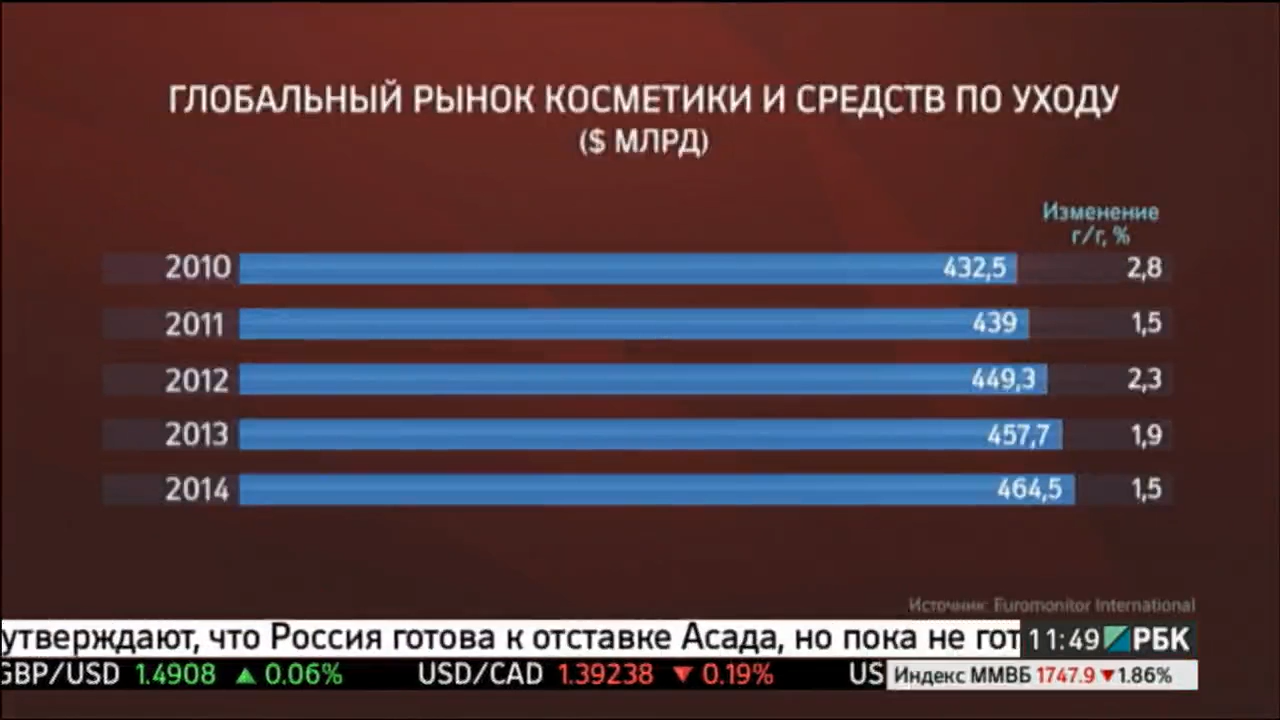 ГЛОБАЛЬНЫЙ РЫНОК КОСМЕТИКИ И СРЕДСТВ ПО УХОДУ
($ МЛРД)
Изменение
г/г, %
2010 432,5 2,8
2011 439 1,5
2012 449,3 2,3
2013 457,7 1,9
2014 464,5 1,5
Источник: Euromonitor International
утверждают, что Россия готова к отставке Асада, но пока не гот 11:49 РБК
GBP/USD 1.4908 ▲ 0.06% USD/CAD 1.39238 ▼ 0.19% US Индекс ММВБ 1747.9 ▼1.86%